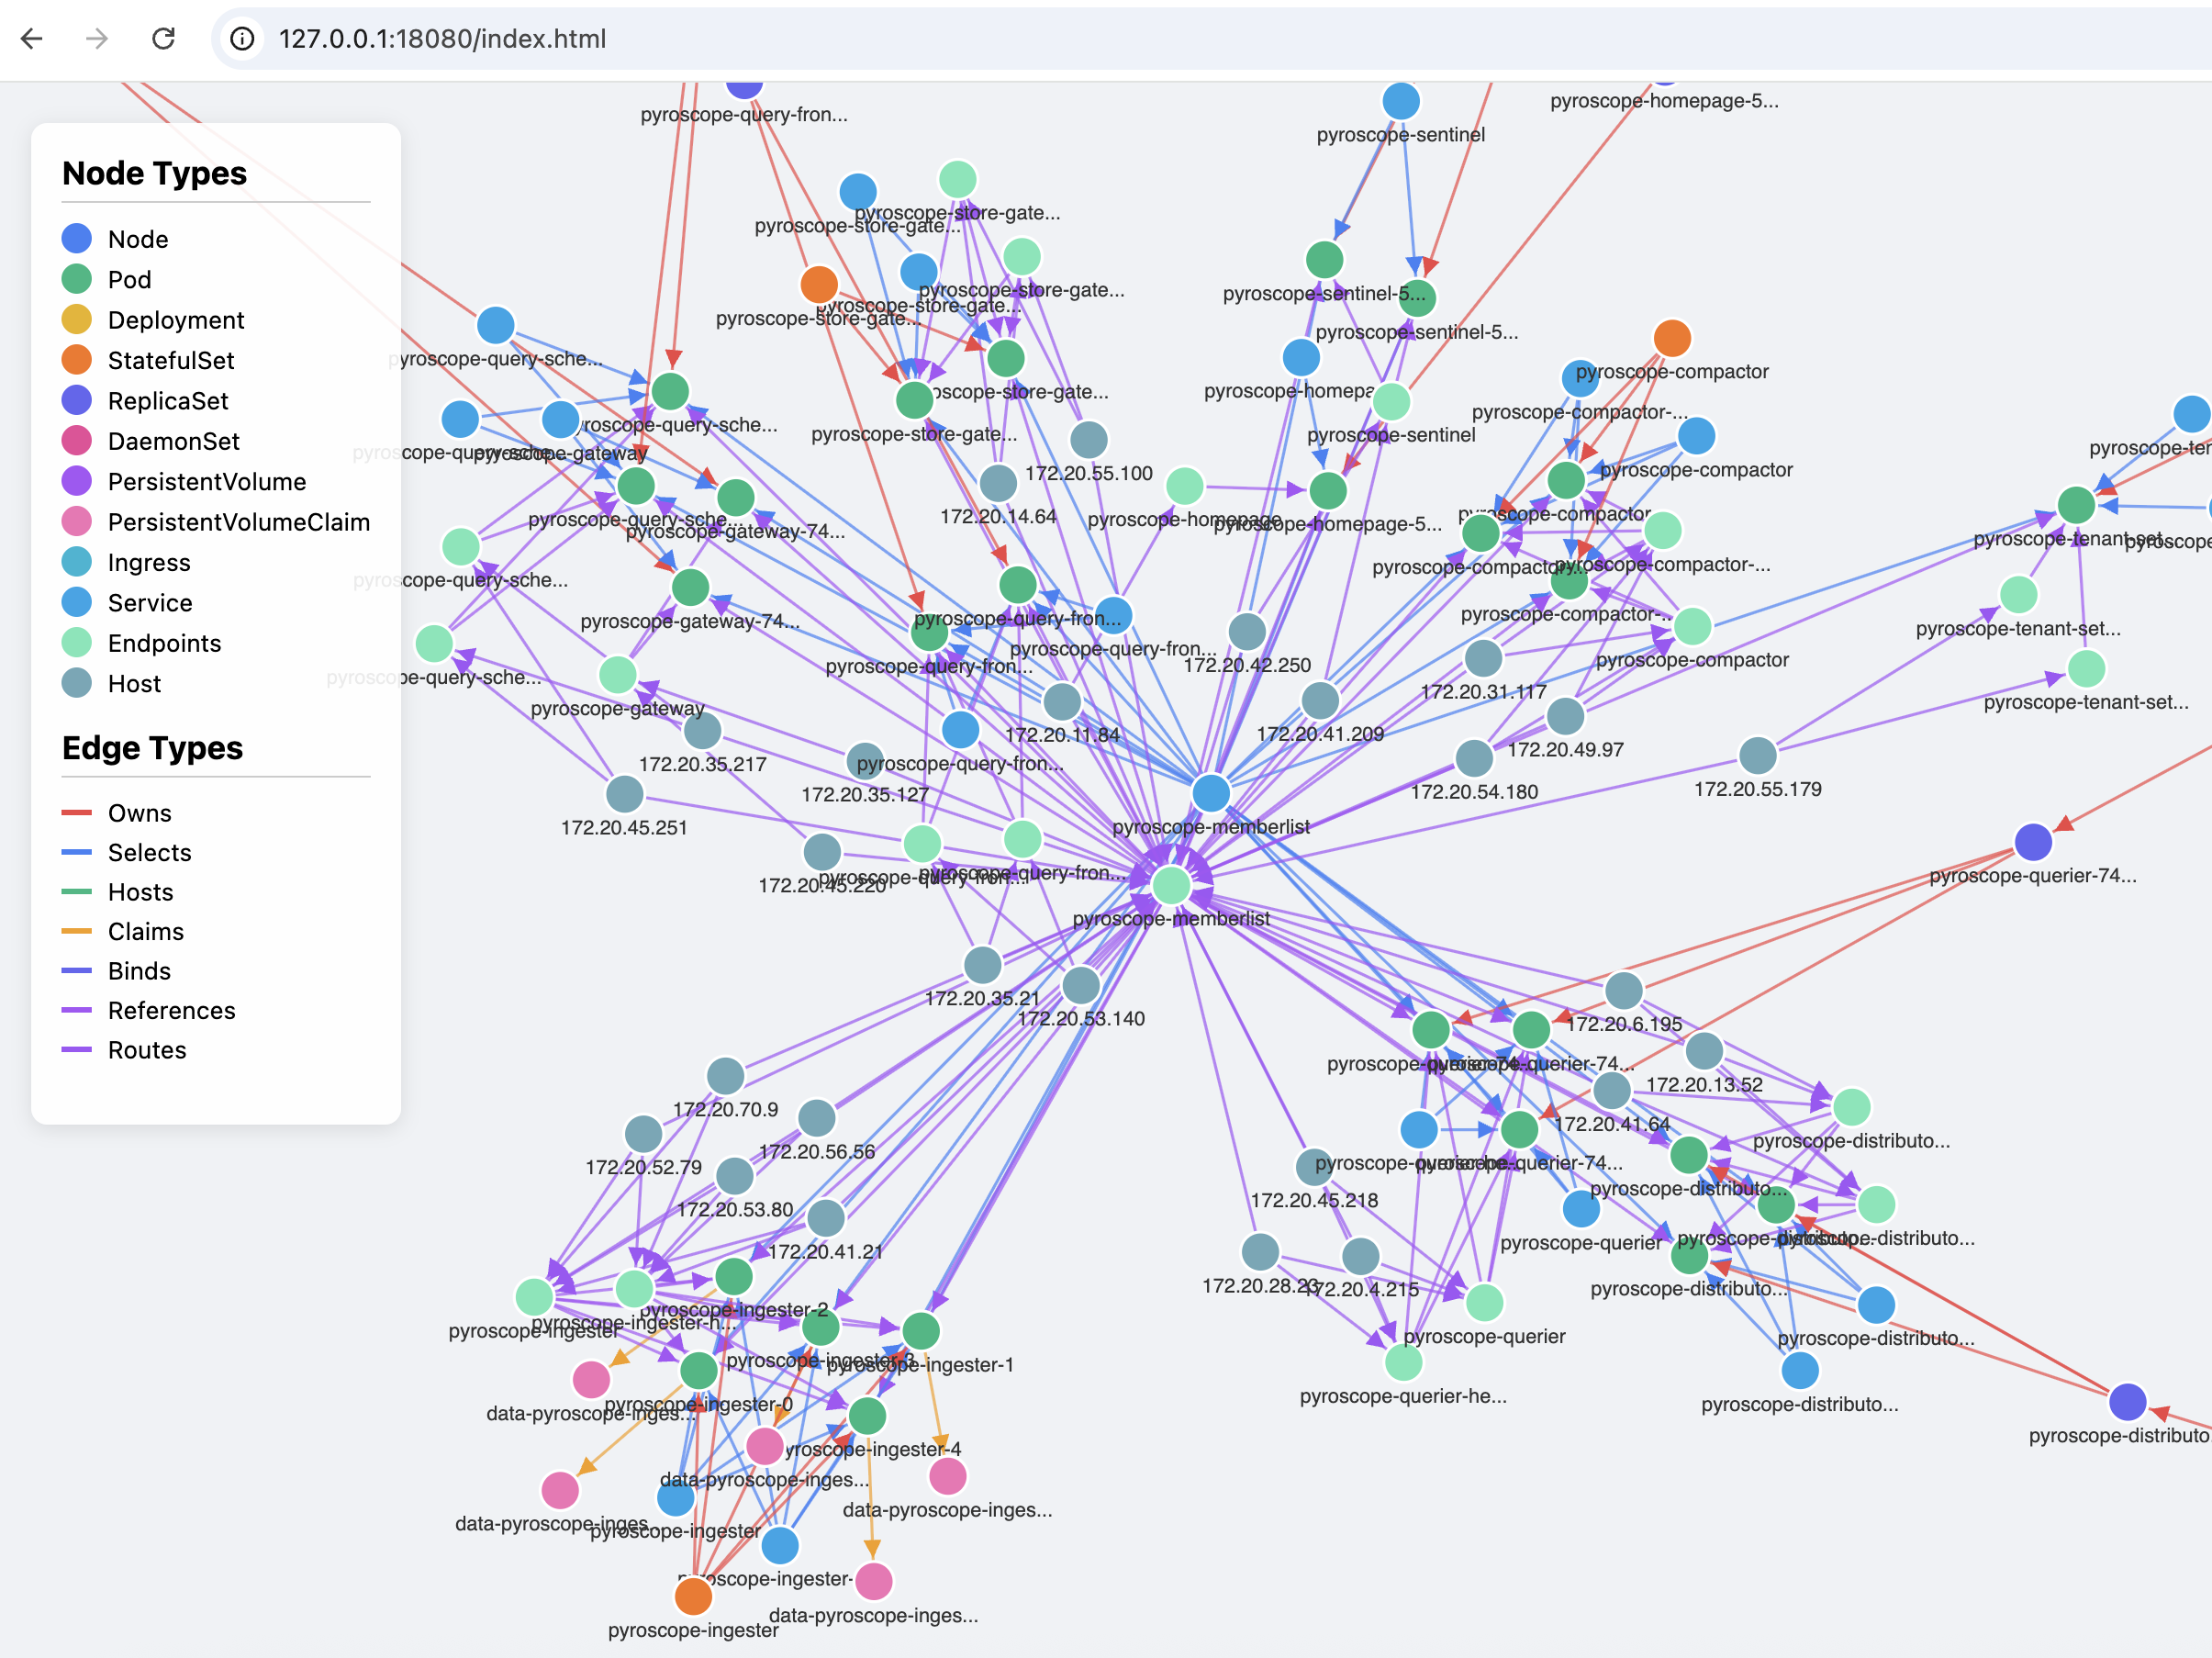 127.0.0.1:18080/index.html
Node Types
Node
Pod
Deployment
StatefulSet
ReplicaSet
DaemonSet
PersistentVolume
PersistentVolumeClaim
Ingress
Service
Endpoints
Host
Edge Types
Owns
Selects
Hosts
Claims
Binds
References
Routes
pyroscope-query-fron...
pyroscope-homepage-5...
pyroscope-sentinel
pyroscope-store-gate...
pyroscope-store-gate...
pyroscope-store-gate...
pyroscope-sentinel-5...
pyroscope-store-gate...
pyroscope-sentinel-5...
pyroscope-query-sche...
pyroscope-compactor
pyroscope-compactor-...
pyroscope-store-gate...
pyroscope-query-sche...
pyroscope-store-gate...
pyroscope-sentinel
pyroscope-gateway
172.20.55.100
pyroscope-compactor
172.20.14.64
pyroscope-homepage
pyroscope-homepage-5...
pyroscope-compactor
pyroscope-query-sche...
pyroscope-gateway-74...
pyroscope-tenant-set...
pyroscope-compactor-...
pyroscope-compactor-...
pyroscope-query-sche...
pyroscope-gateway-74...
pyroscope-query-fron...
pyroscope-compactor-...
pyroscope-tenant-set...
pyroscope-query-fron...
172.20.42.250
pyroscope-compactor
pyroscope-query-fron...
pyroscope-query-sche...
172.20.31.117
pyroscope-tenant-set...
pyroscope-gateway
172.20.11.84
172.20.41.209
172.20.49.97
172.20.35.217
pyroscope-query-fron...
172.20.35.127
172.20.54.180
172.20.55.179
172.20.45.251
pyroscope-memberlist
172.20.45.220
pyroscope-query-fron...
pyroscope-query-fron...
pyroscope-querier-74...
pyroscope-memberlist
172.20.35.21
172.20.53.140
172.20.6.195
pyroscope-querier-74...
pyroscope-querier-74...
172.20.13.52
172.20.70.9
172.20.41.64
pyroscope-distributo...
172.20.56.56
172.20.52.79
pyroscope-querier-he...
pyroscope-querier-74...
172.20.45.218
pyroscope-distributo...
172.20.53.80
172.20.41.21
pyroscope-querier
pyroscope-distributo...
pyroscope-distributo...
172.20.28.23
172.20.4.215
pyroscope-distributo...
pyroscope-ingester-2
pyroscope-ingester-h...
pyroscope-ingester
pyroscope-querier
pyroscope-distributo...
pyroscope-ingester-3
pyroscope-ingester-1
pyroscope-querier-he...
pyroscope-distributo...
pyroscope-ingester-0
data-pyroscope-inges...
pyroscope-distributo
pyroscope-ingester-4
data-pyroscope-inges...
data-pyroscope-inges...
data-pyroscope-inges...
pyroscope-ingester
pyroscope-ingester-
data-pyroscope-inges...
pyroscope-ingester